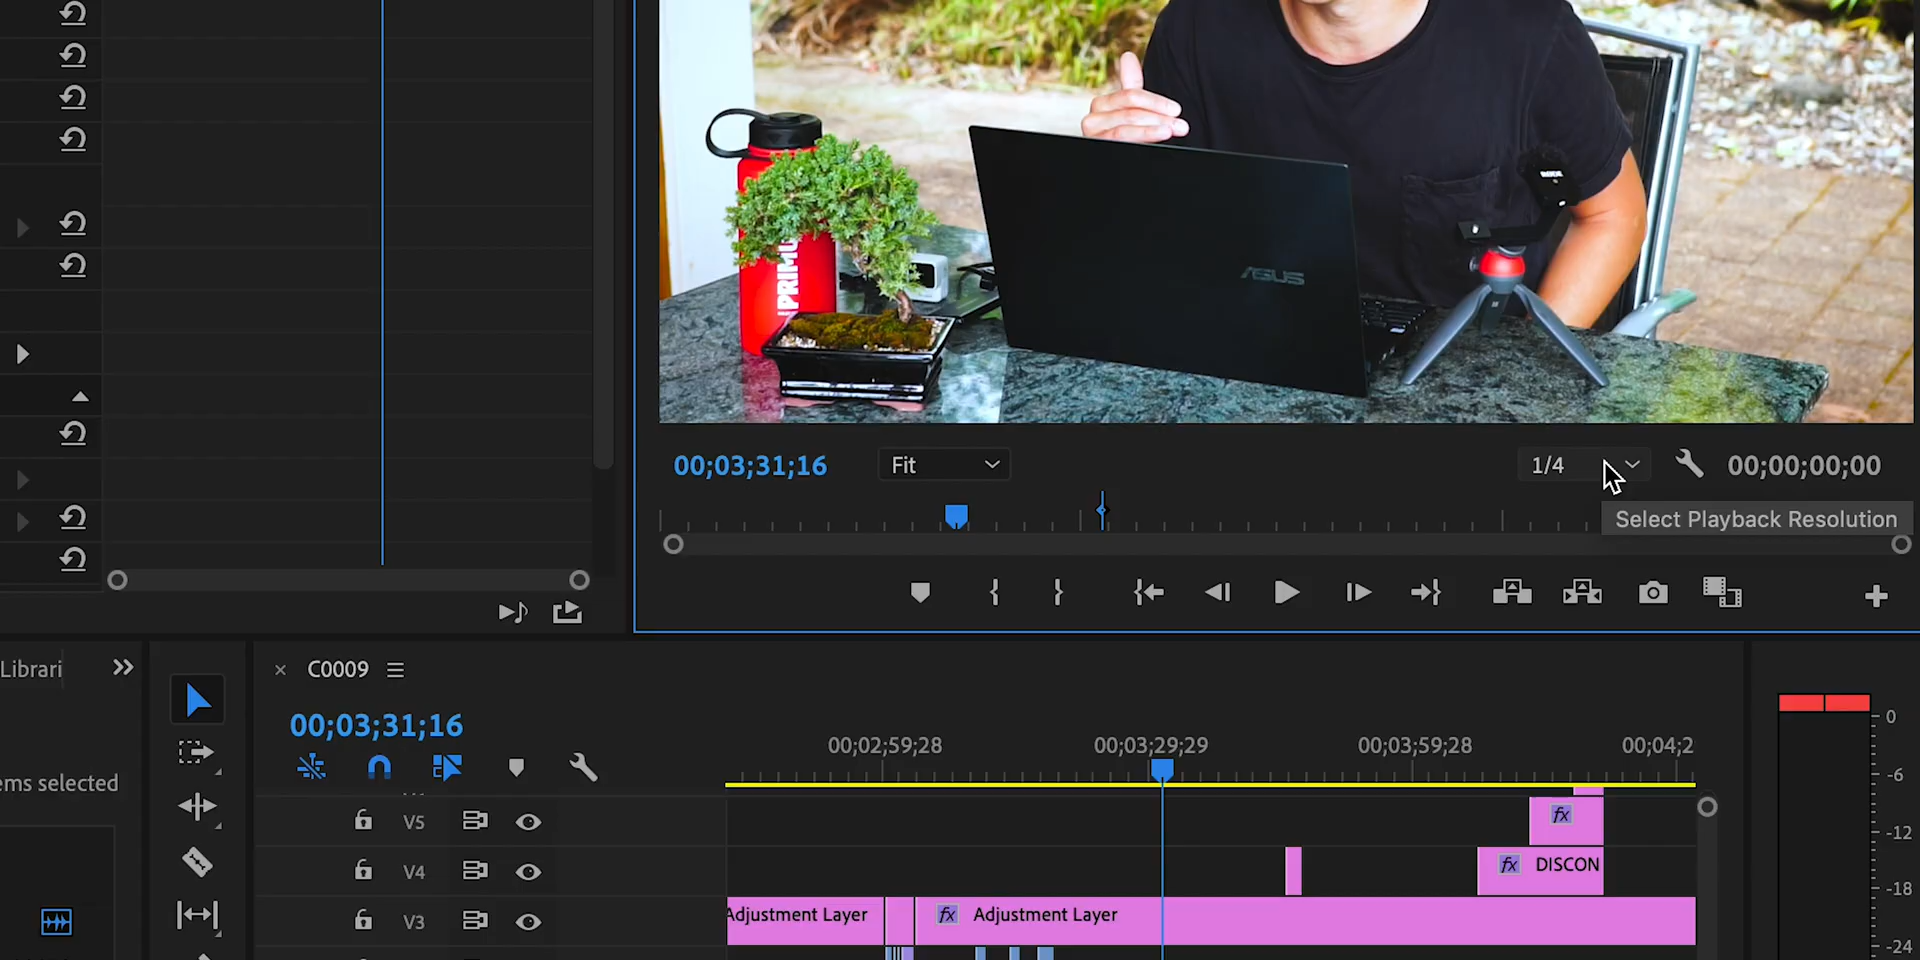 RODE
PRIMU
ASUS
00;03;31;16
Fit
1/4
00;00;00;00
Select Playback Resolution
Librari
C0009
00;03;31;16
00;02;59;28
00;03;29;29
00;03;59;28
00;04;2
ems selected
V5
fx
V4
fx DISCON
V3
Adjustment Layer
fx Adjustment Layer
0
-6
-12
-18
-24